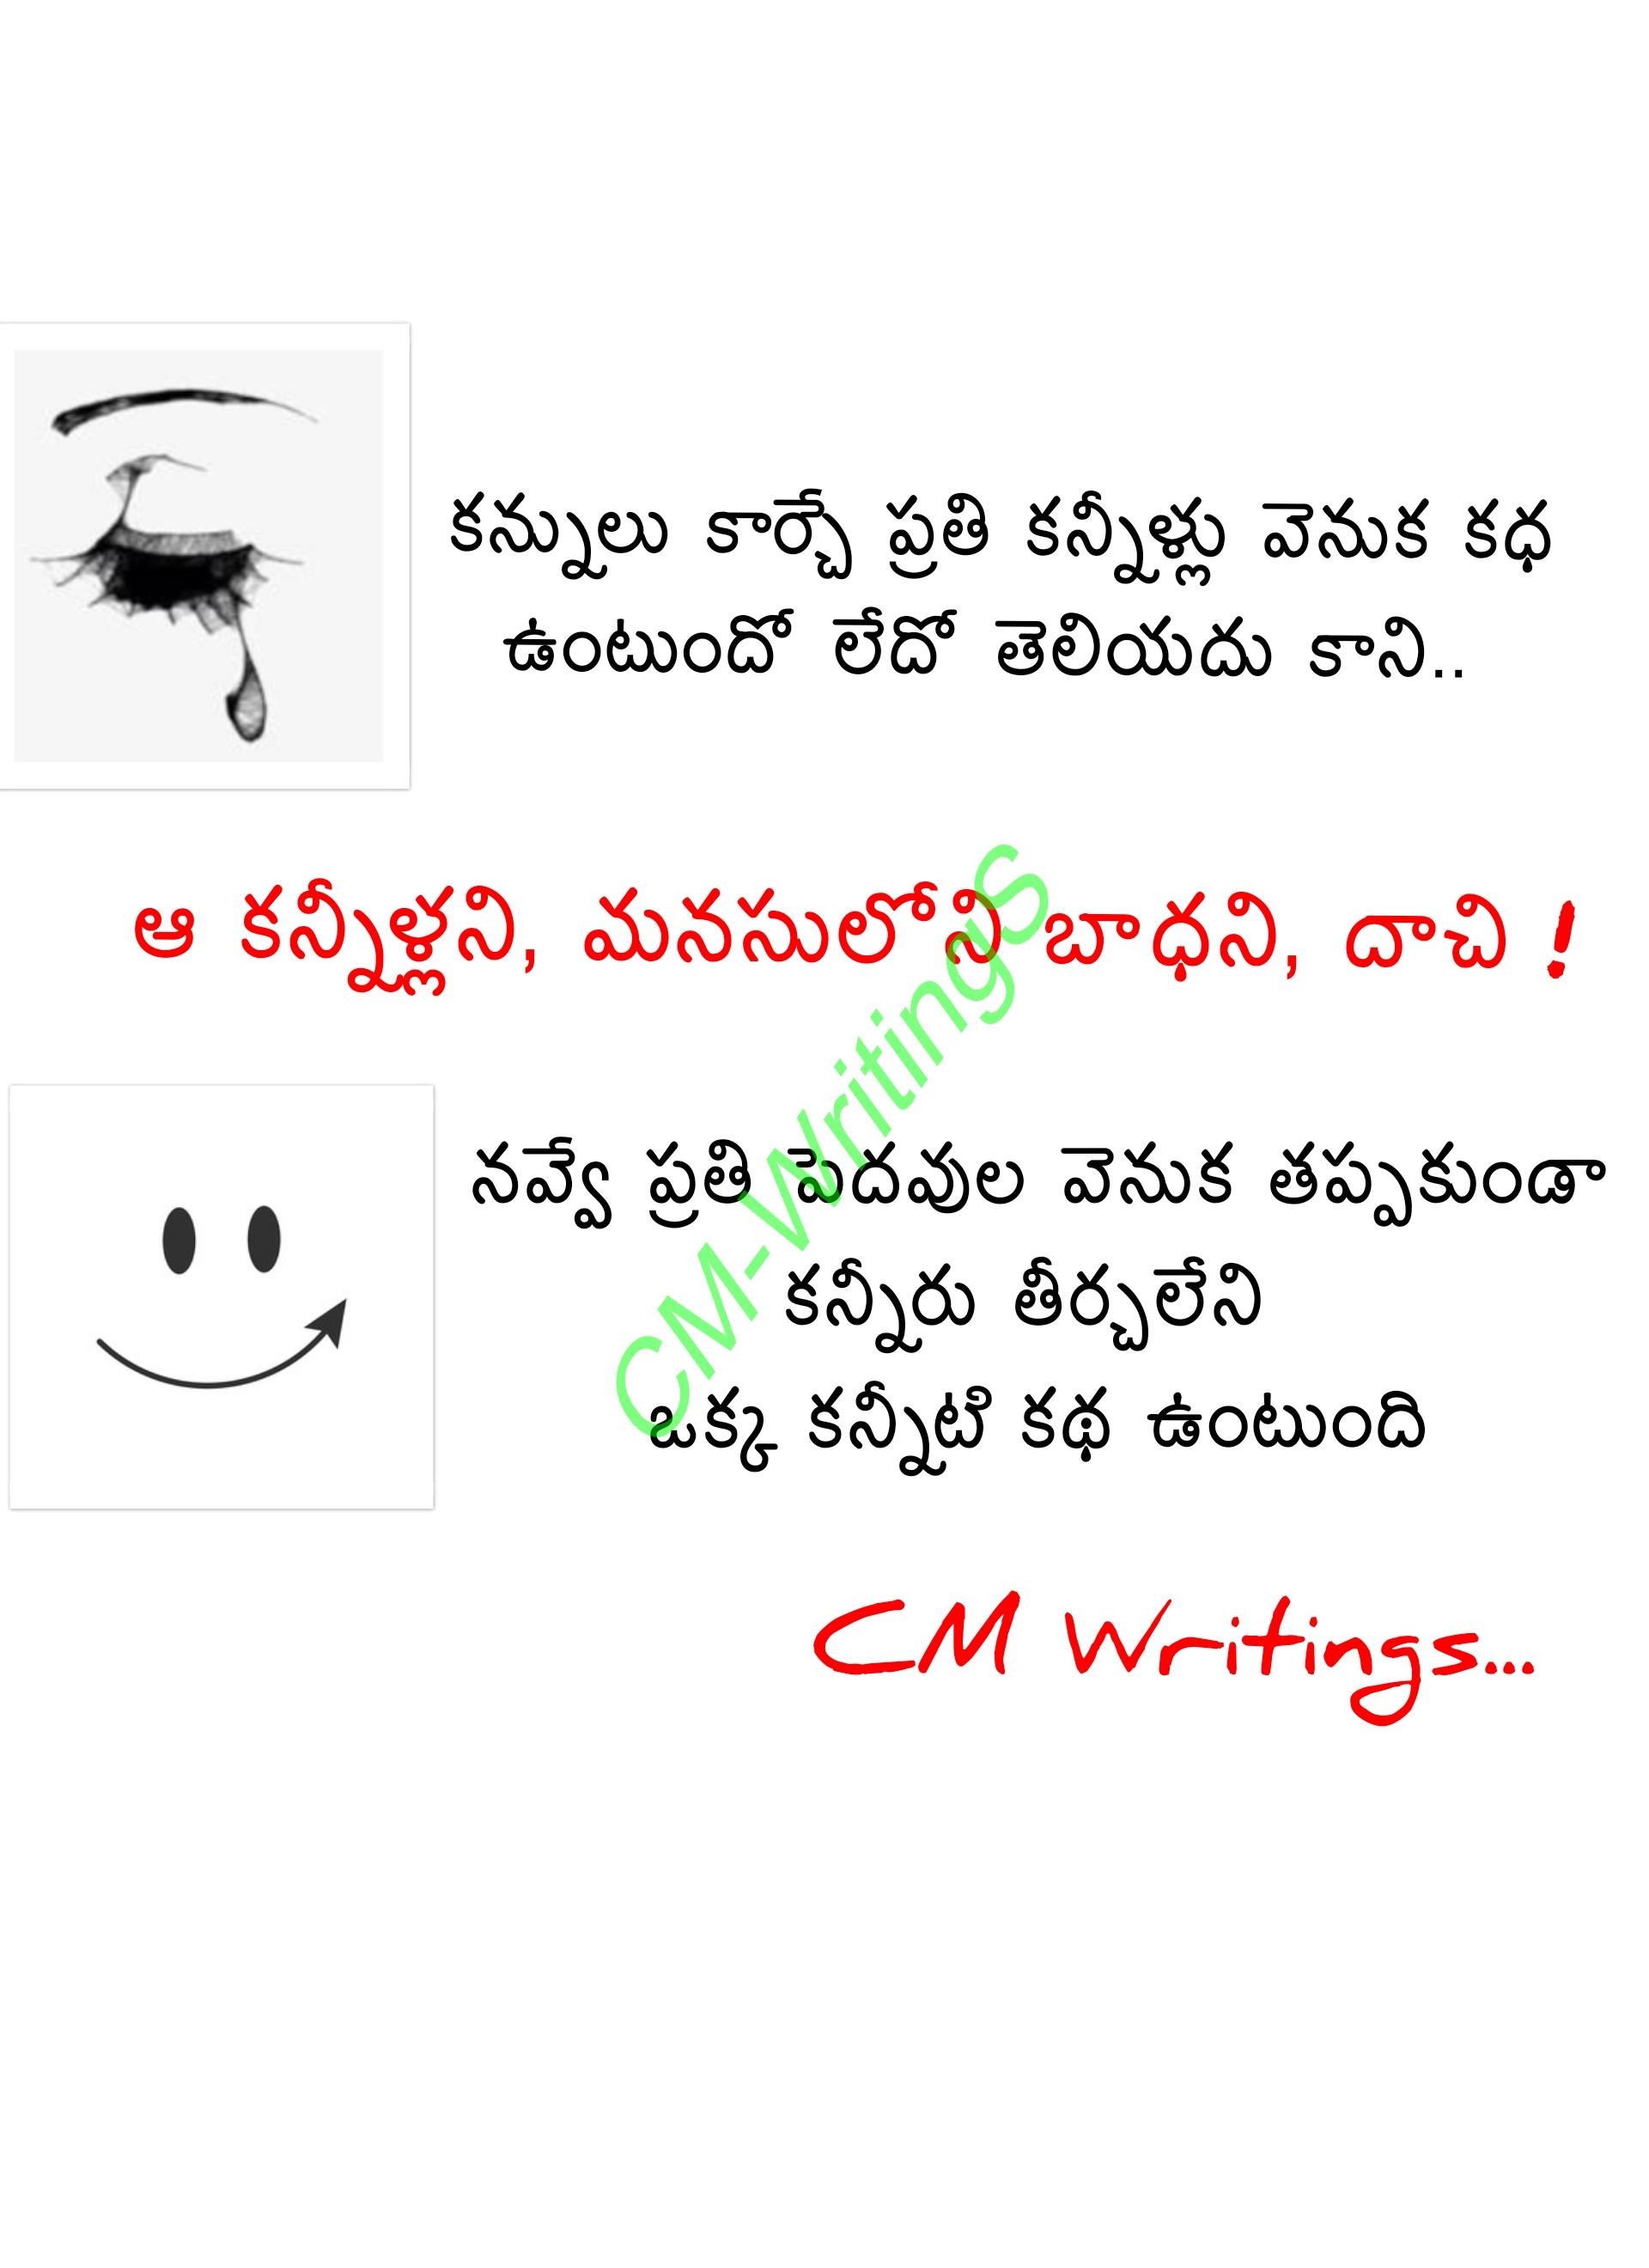 కన్నులు కార్చే ప్రతి కన్నీళ్లు వెనుక కధ
ఉంటుందో లేదో తెలియదు కాని..
ఆ కన్నీళ్లని, మనసులోని బాధని, దాచి !
నవ్వే ప్రతి పెదవుల వెనుక తప్పకుండా
కన్నీరు తీర్చలేని
ఒక్క కన్నీటి కథ ఉంటుంది
CM-WritingS
CM Writings...